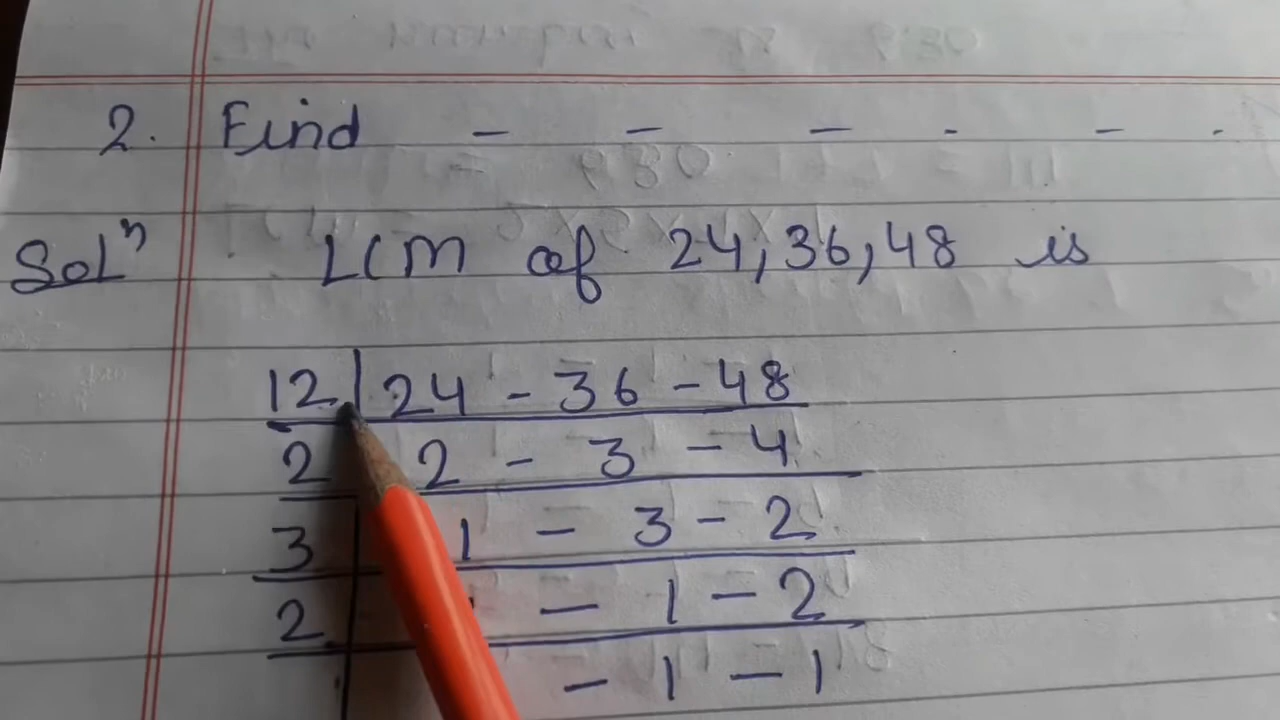 2. Find - - - - - -
Solⁿ LCM of 24, 36, 48 is
12 | 24 - 36 - 48
2 | 2 - 3 - 4
3 | 1 - 3 - 2
2 - 1 - 2
- 1 - 1